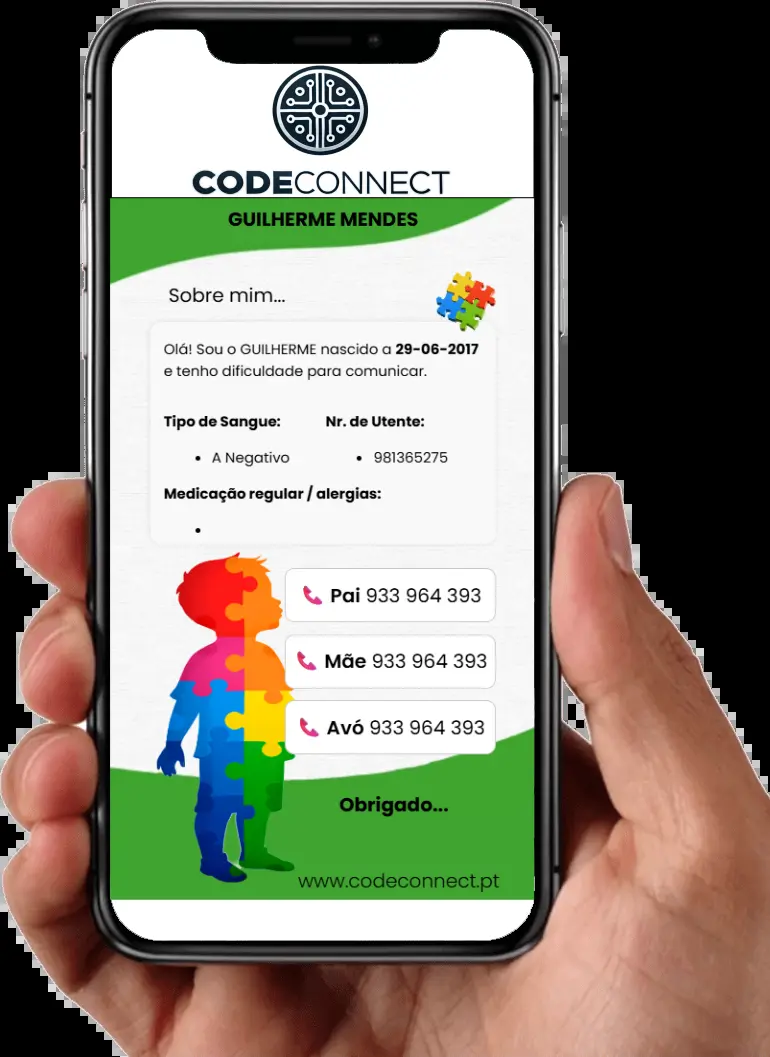 CODECONNECT
GUILHERME MENDES
Sobre mim...
Olá! Sou o GUILHERME nascido a 29-06-2017
e tenho dificuldade para comunicar.
Tipo de Sangue: Nr. de Utente:
• A Negativo • 981365275
Medicação regular / alergias:
•
Pai 933 964 393
Mãe 933 964 393
Avó 933 964 393
Obrigado...
www.codeconnect.pt